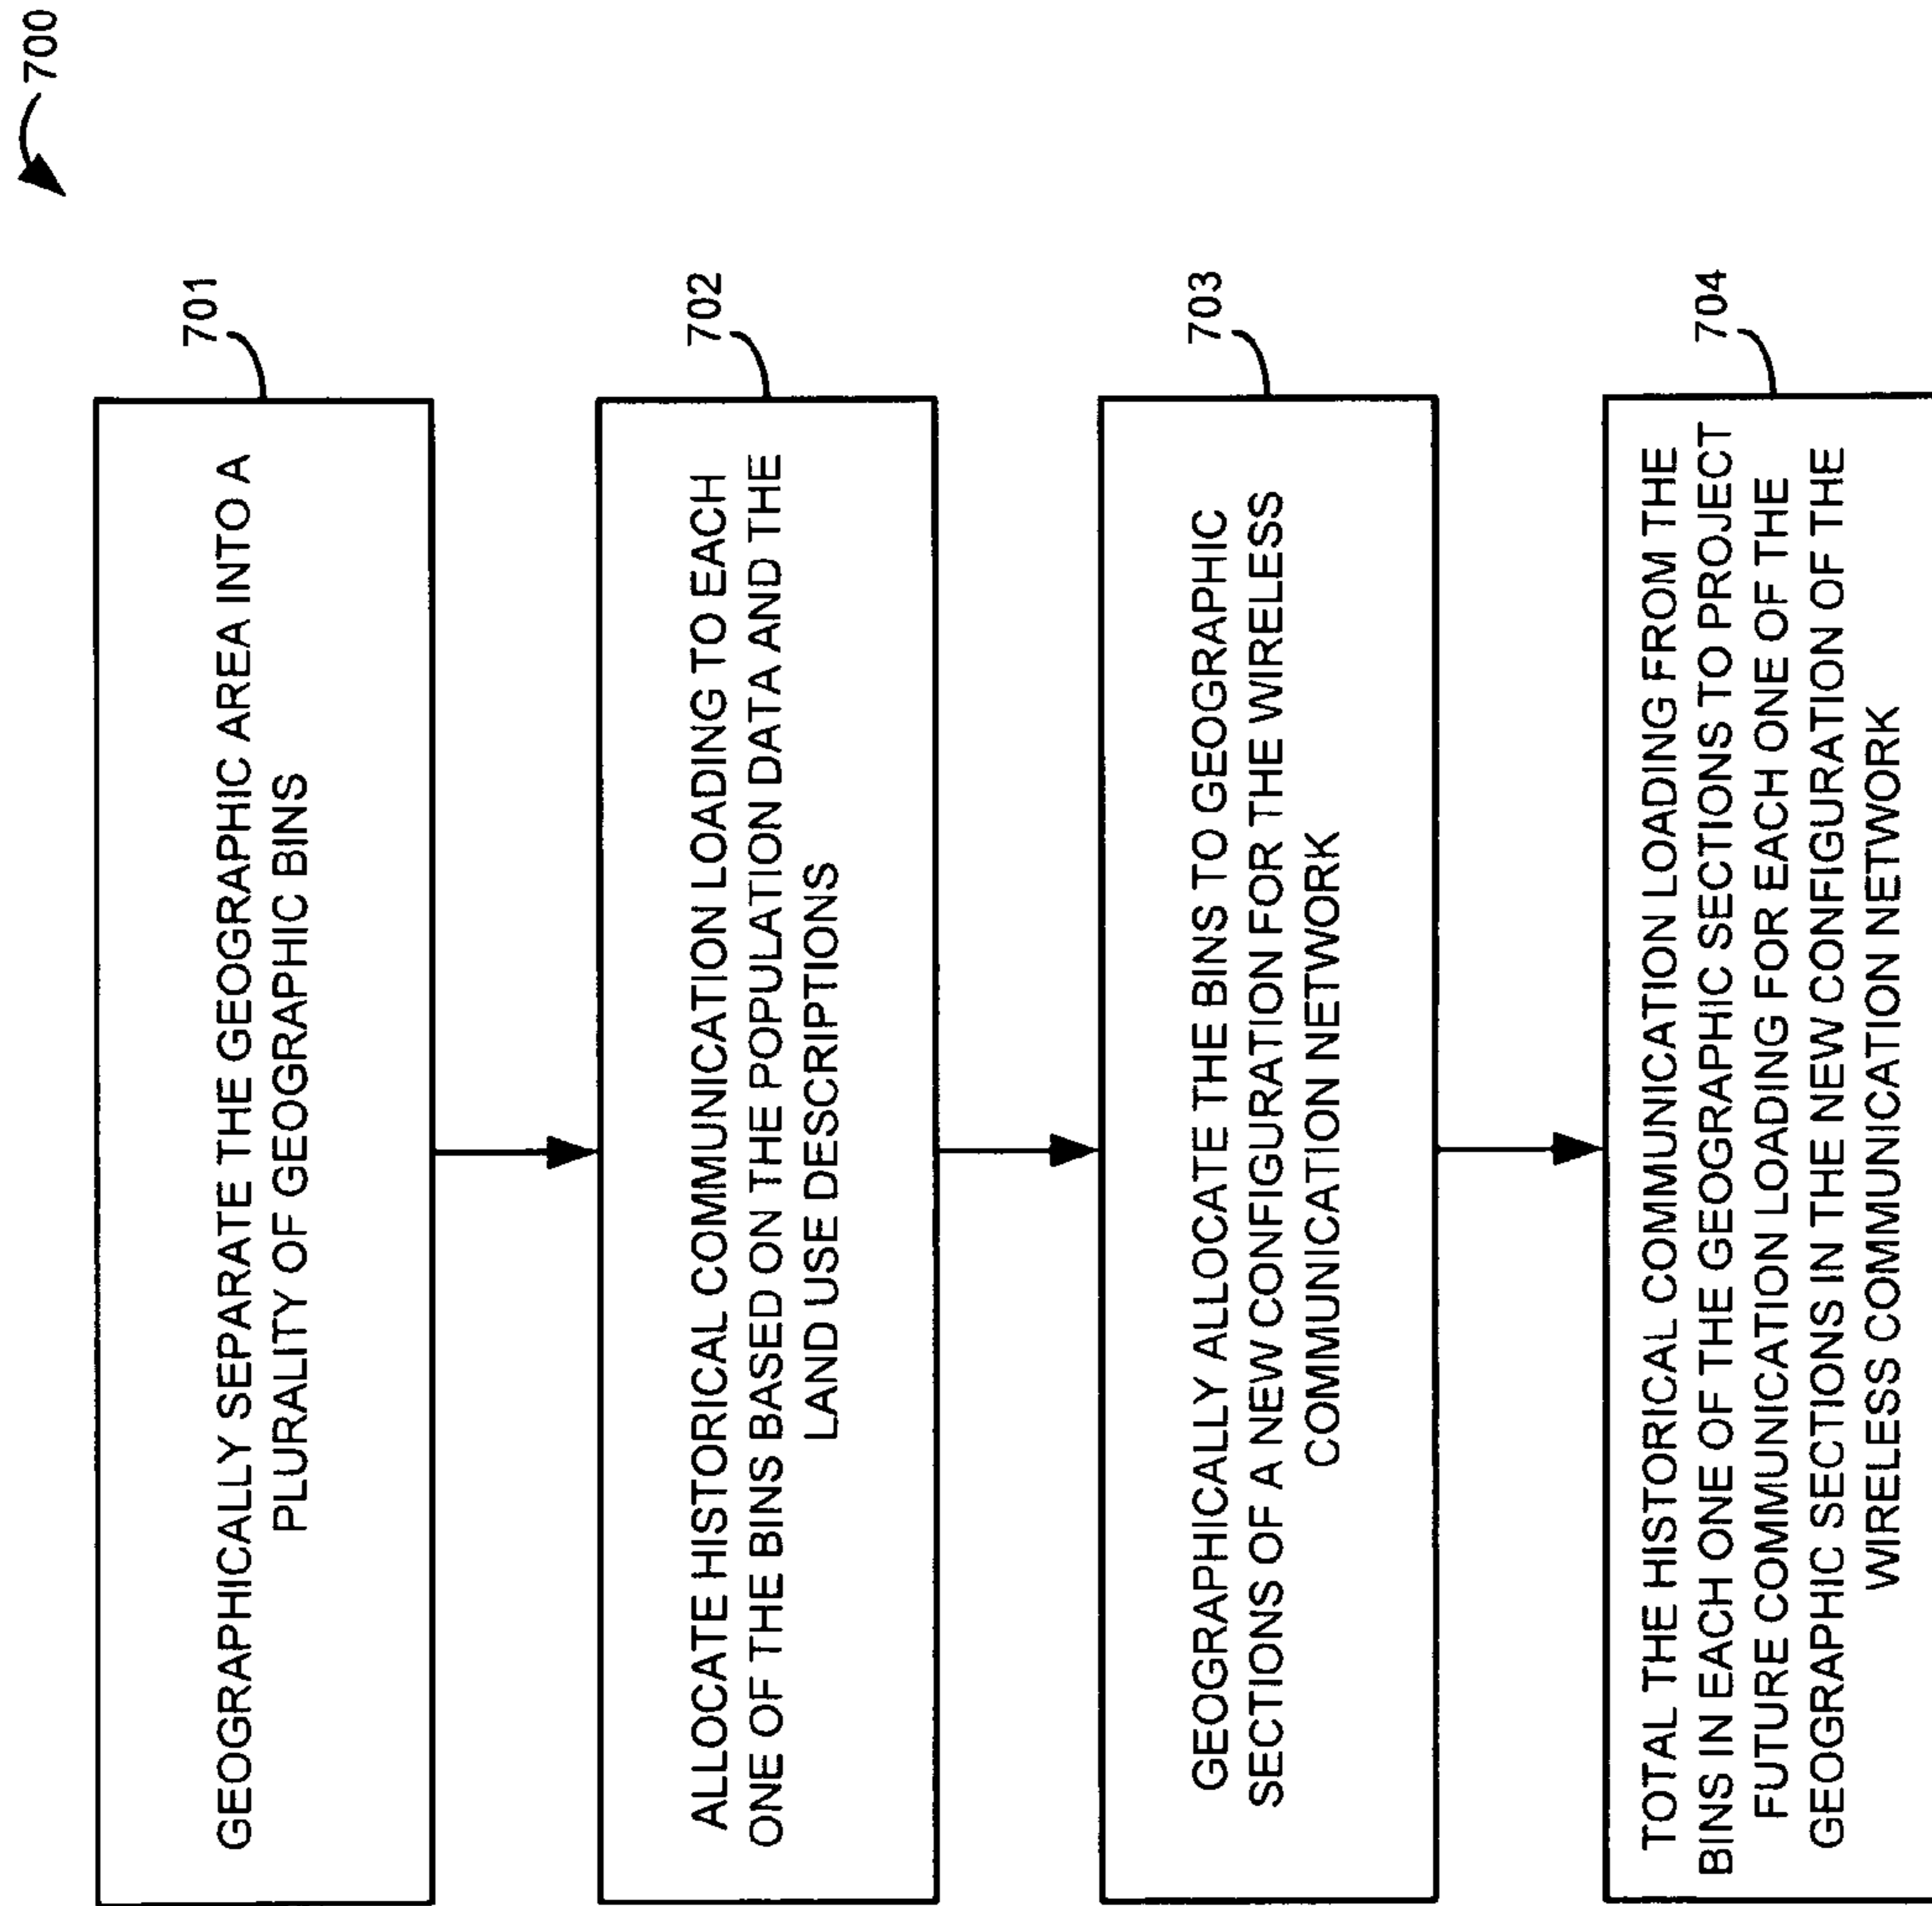 700
701
GEOGRAPHICALLY SEPARATE THE GEOGRAPHIC AREA INTO A
PLURALITY OF GEOGRAPHIC BINS
702
ALLOCATE HISTORICAL COMMUNICATION LOADING TO EACH
ONE OF THE BINS BASED ON THE POPULATION DATA AND THE
LAND USE DESCRIPTIONS
703
GEOGRAPHICALLY ALLOCATE THE BINS TO GEOGRAPHIC
SECTIONS OF A NEW CONFIGURATION FOR THE WIRELESS
COMMUNICATION NETWORK
704
TOTAL THE HISTORICAL COMMUNICATION LOADING FROM THE
BINS IN EACH ONE OF THE GEOGRAPHIC SECTIONS TO PROJECT
FUTURE COMMUNICATION LOADING FOR EACH ONE OF THE
GEOGRAPHIC SECTIONS IN THE NEW CONFIGURATION OF THE
WIRELESS COMMUNICATION NETWORK